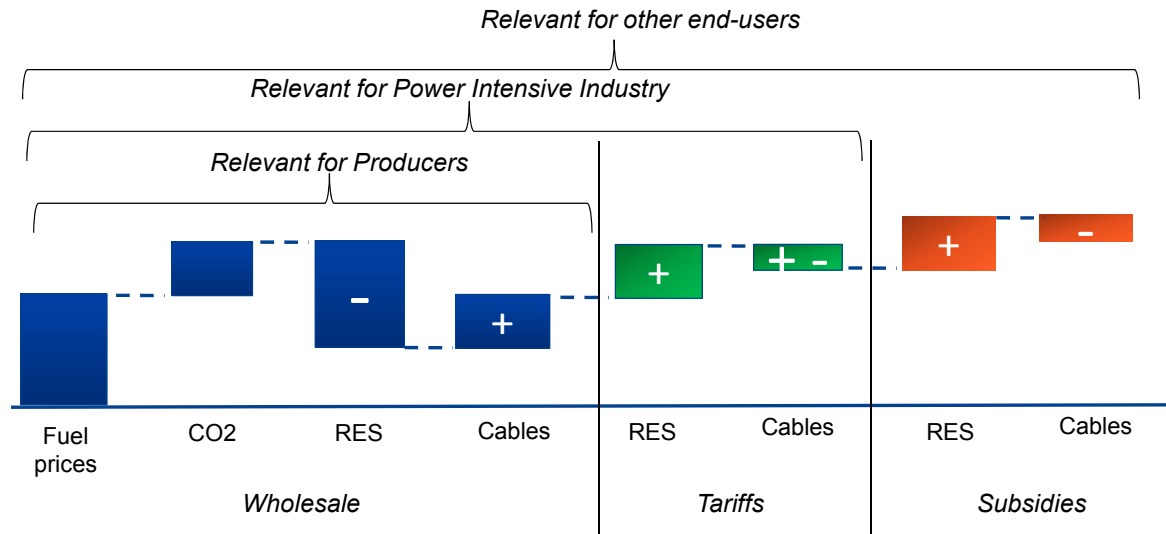 Relevant for other end-users
Relevant for Power Intensive Industry
Relevant for Producers
-
+
+
+ -
+
-
Fuel
prices
CO2
RES
Cables
RES
Cables
RES
Cables
Wholesale
Tariffs
Subsidies